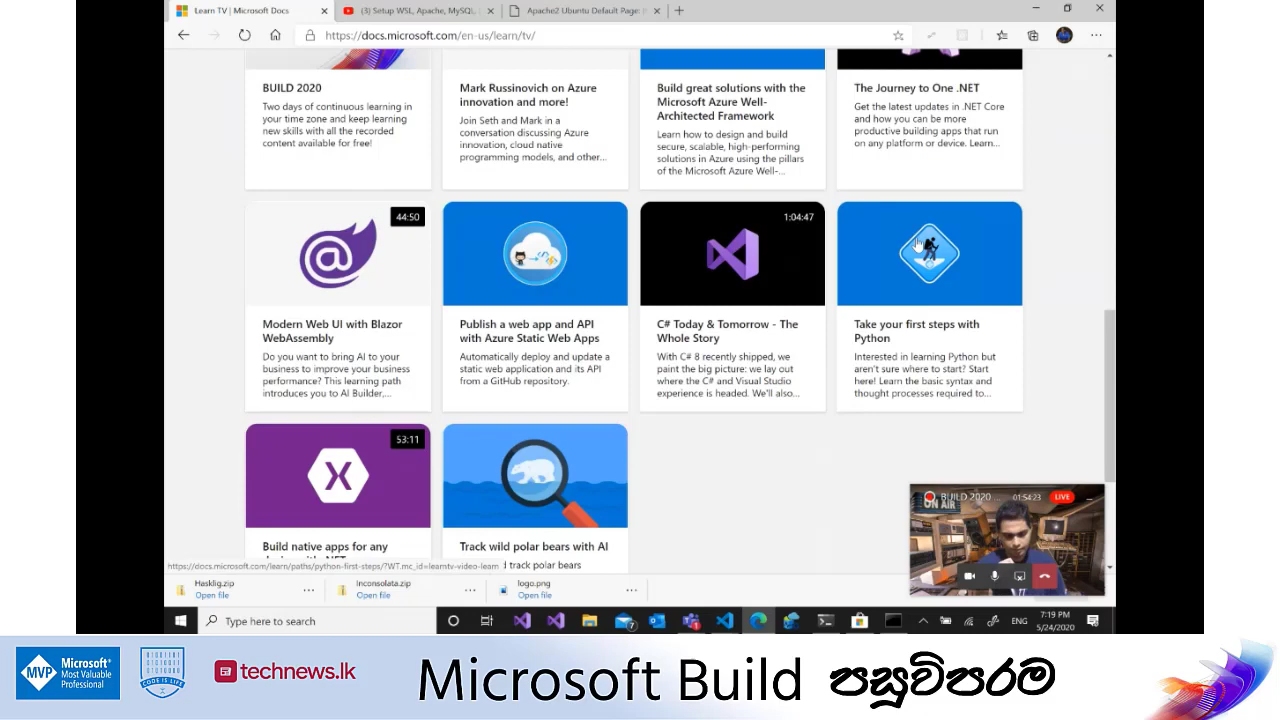 Learn TV | Microsoft Docs
(3) Setup WSL, Apache, MySQL,
Apache2 Ubuntu Default Page: I
https://docs.microsoft.com/en-us/learn/tv/
BUILD 2020
Two days of continuous learning in
your time zone and keep learning
new skills with all the recorded
content available for free!
Mark Russinovich on Azure
innovation and more!
Join Seth and Mark in a
conversation discussing Azure
innovation, cloud native
programming models, and other...
Build great solutions with the
Microsoft Azure Well-
Architected Framework
Learn how to design and build
secure, scalable, high-performing
solutions in Azure using the pillars
of the Microsoft Azure Well-...
The Journey to One .NET
Get the latest updates in .NET Core
and how you can be more
productive building apps that run
on any platform or device. Learn...
44:50
Modern Web UI with Blazor
WebAssembly
Do you want to bring AI to your
business to improve your business
performance? This learning path
introduces you to AI Builder,...
Publish a web app and API
with Azure Static Web Apps
Automatically deploy and update a
static web application and its API
from a GitHub repository.
1:04:47
C# Today & Tomorrow - The
Whole Story
With C# 8 recently shipped, we
paint the big picture: we lay out
where the C# and Visual Studio
experience is headed. We'll also...
Take your first steps with
Python
Interested in learning Python but
aren't sure where to start? Start
here! Learn the basic syntax and
thought processes required to...
53:11
Build native apps for any
Track wild polar bears with AI
d track polar bears
https://docs.microsoft.com/learn/paths/python-first-steps/?WT.mc_id=learntv-video-learn
BUILD 2020 ...
01:54:23
LIVE
ON AIR
Hasklig.zip
Open file
Inconsolata.zip
Open file
logo.png
Open file
Type here to search
ENG
7:19 PM
5/24/2020
MVP
Microsoft®
Most Valuable
Professional
CODE IS LIFE
technews.lk
Microsoft Build පසුවිපරම